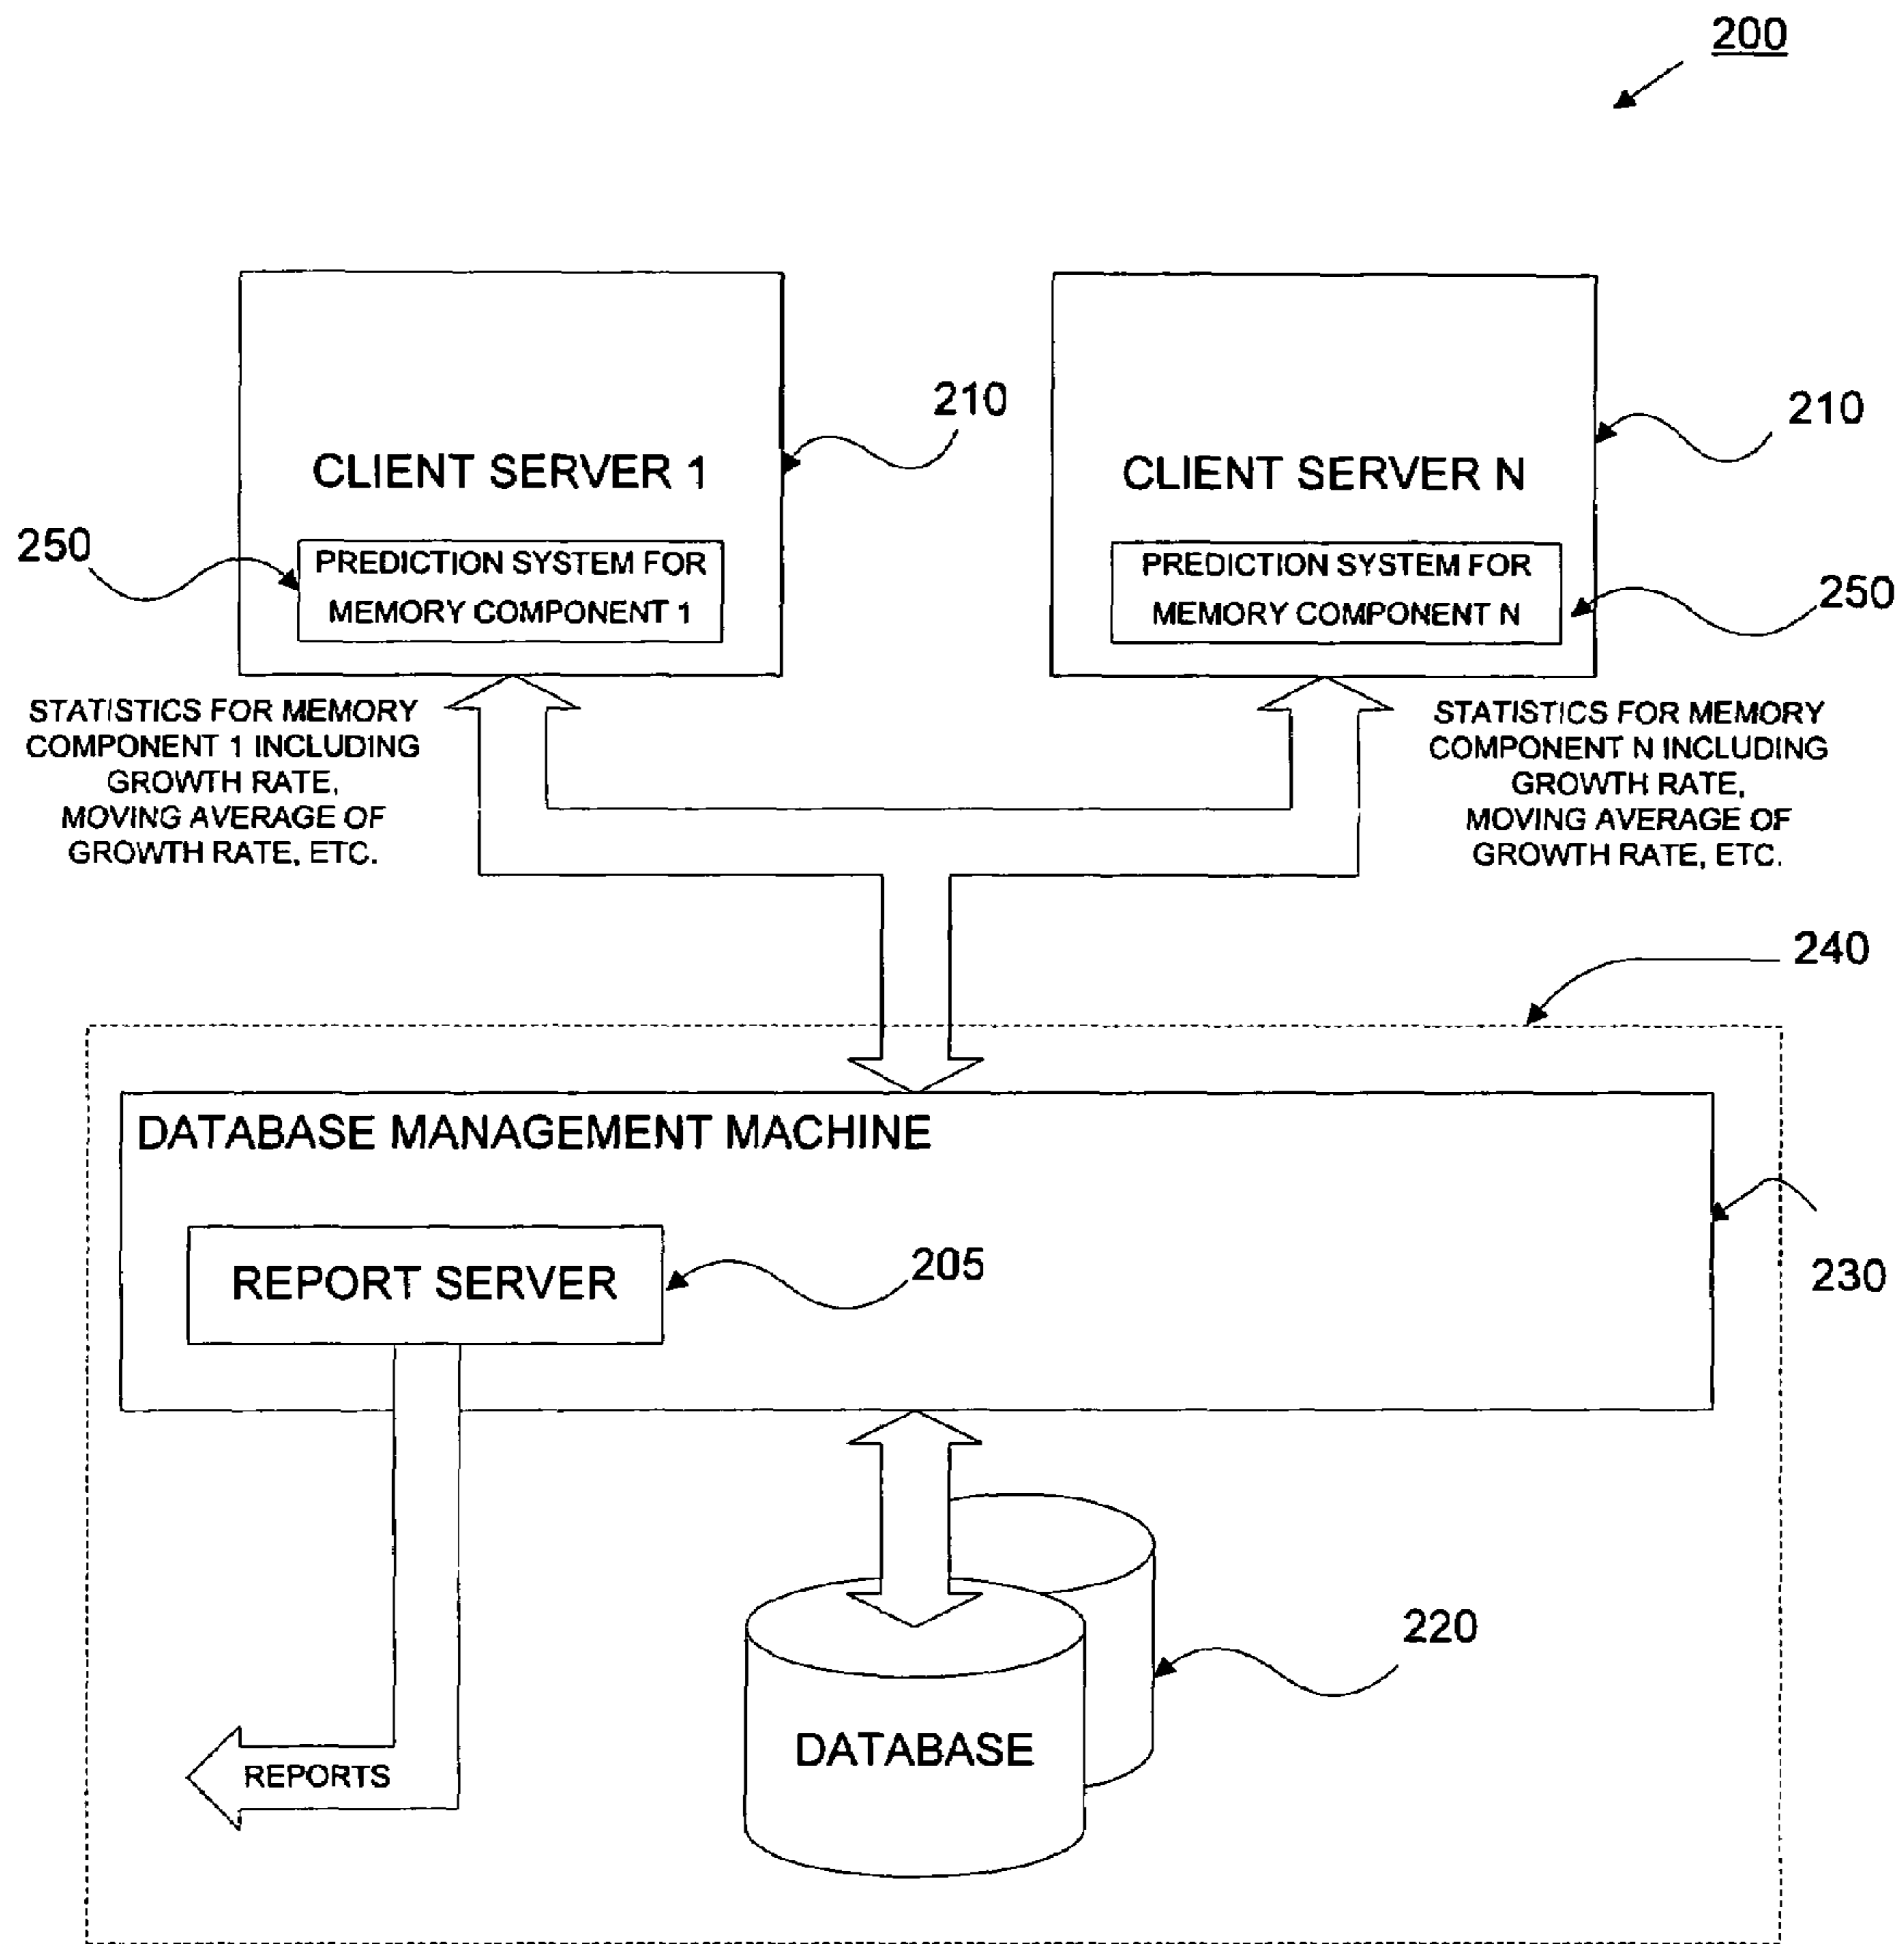 200
210
210
CLIENT SERVER 1
CLIENT SERVER N
250
PREDICTION SYSTEM FOR
MEMORY COMPONENT 1
PREDICTION SYSTEM FOR
MEMORY COMPONENT N
250
STATISTICS FOR MEMORY
COMPONENT 1 INCLUDING
GROWTH RATE,
MOVING AVERAGE OF
GROWTH RATE, ETC.
STATISTICS FOR MEMORY
COMPONENT N INCLUDING
GROWTH RATE,
MOVING AVERAGE OF
GROWTH RATE, ETC.
240
DATABASE MANAGEMENT MACHINE
REPORT SERVER
205
230
220
DATABASE
REPORTS